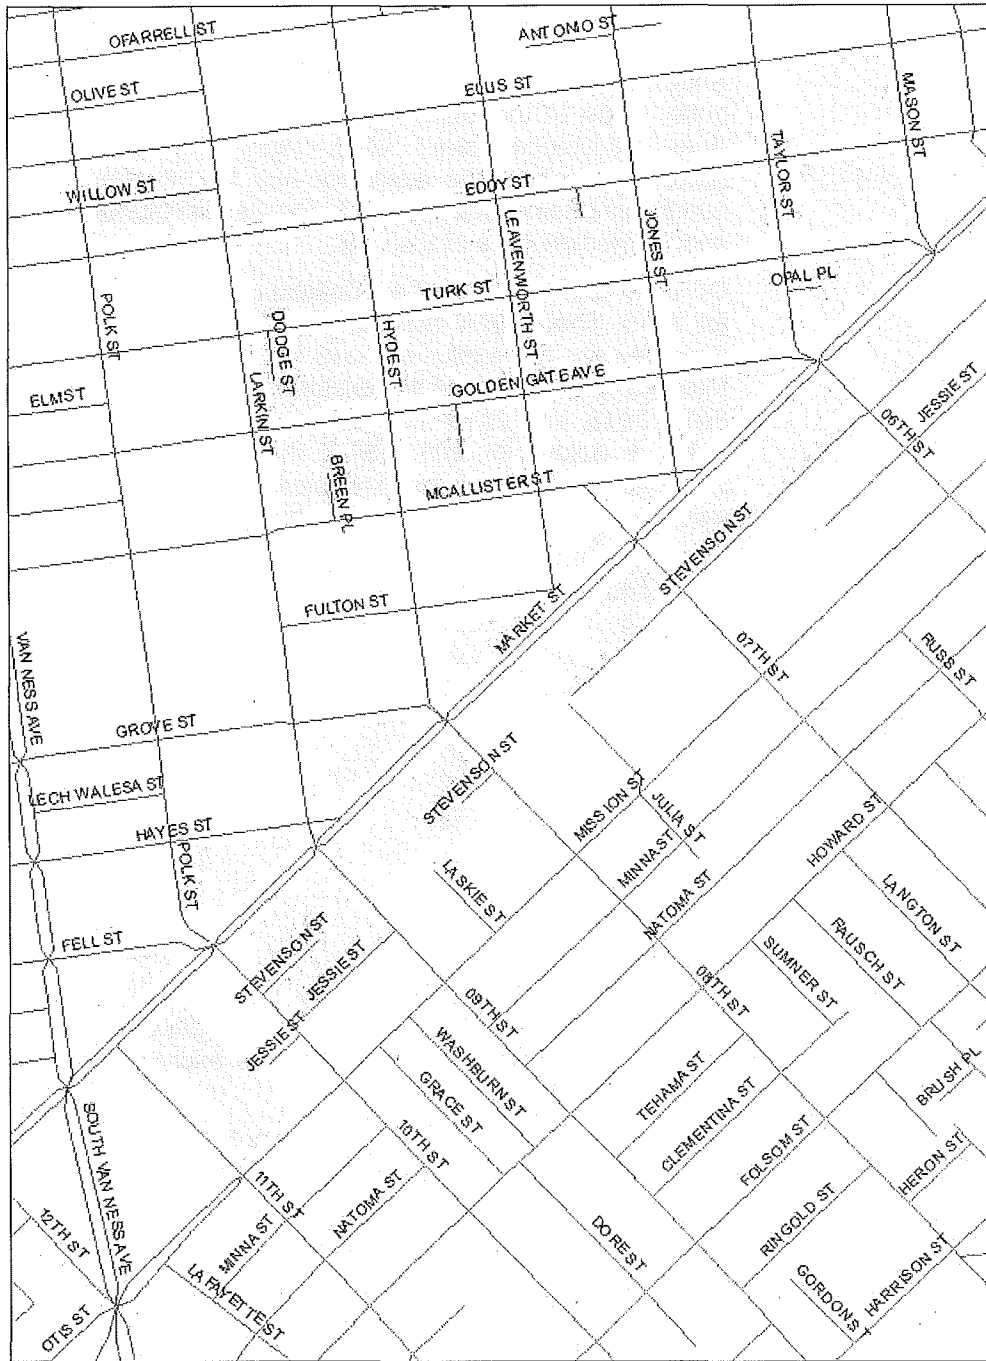 OFARRELL ST
ANTONIO ST
OLIVE ST
ELLIS ST
MASON ST
TAYLOR ST
WILLOW ST
EDDY ST
LEAVENWORTH ST
JONES ST
OPAL PL
TURK ST
POLK ST
DODGE ST
HYDE ST
LARKIN ST
GOLDEN GATE AVE
ELM ST
JESSIE ST
06TH ST
BREEN PL
MCALLISTER ST
STEVENSON ST
FULTON ST
MARKET ST
VAN NESS AVE
07TH ST
RUSS ST
GROVE ST
STEVENSON ST
LECH WALESA ST
MISSION ST
JULIA ST
HAYES ST
MINNA ST
HOWARD ST
POLK ST
LASKIE ST
NATOMA ST
LANGTON ST
RAUSCH ST
FELL ST
STEVENSON ST
JESSIE ST
SUMNER ST
08TH ST
09TH ST
JESSIE ST
WASHBURN ST
GRACE ST
TEHAMA ST
BRUSH PL
CLEMENTINA ST
FOLSOM ST
10TH ST
SOUTH VAN NESS AVE
11TH ST
NATOMA ST
HERON ST
RINGOLD ST
12TH ST
MINNA ST
DORE ST
HARRISON ST
LA FAYETTE ST
GORDON ST
OTIS ST